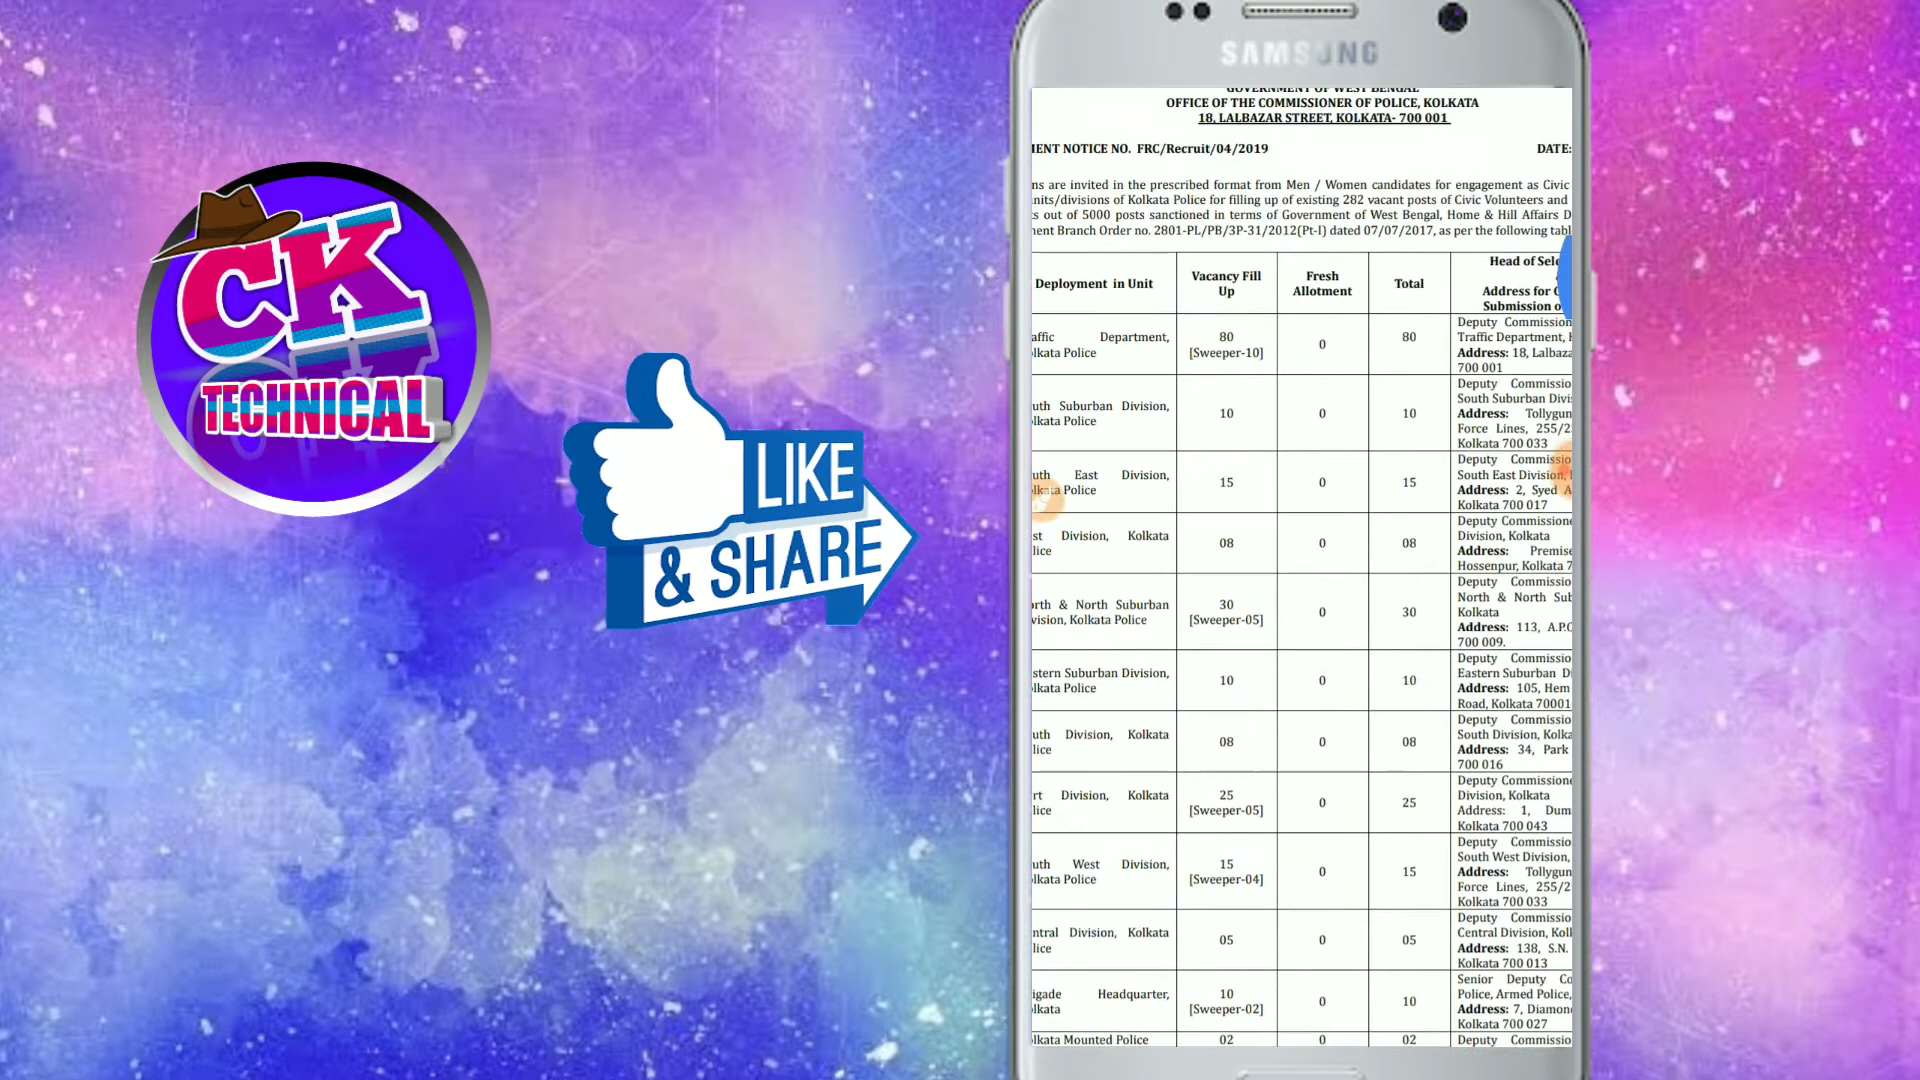 CK
TECHNICAL
LIKE
& SHARE
SAMSUNG
GOVERNMENT OF WEST BENGAL
OFFICE OF THE COMMISSIONER OF POLICE, KOLKATA
18, LALBAZAR STREET, KOLKATA- 700 001
NOTICE NO. FRC/Recruit/04/2019 DATE:
are invited in the prescribed format from Men / Women candidates for engagement as Civic
of Kolkata Police for filling up of existing 282 vacant posts of Civic Volunteers and
out of 5000 posts sanctioned in terms of Government of West Bengal, Home & Hill Affairs
Branch Order no. 2801-PL/PB/3P-31/2012(Pt-I) dated 07/07/2017, as per the following
Deployment in Unit Vacancy Fill Up Fresh Allotment Total Head of
Address for
Submission
Department, Police 80 [Sweeper-10] 0 80 Deputy
Traffic Department,
Address: 18,
700 001
Suburban Division, Police 10 0 10 Deputy
South Suburban
Address:
Force Lines,
Kolkata 700 033
East Division, Police 15 0 15 Deputy
South East Division,
Address: 2, Syed
Kolkata 700 017
Division, Kolkata 08 0 08 Deputy
Division, Kolkata
Address:
Hossenpur, Kolkata
& North Suburban Kolkata Police 30 [Sweeper-05] 0 30 Deputy
North & North
Kolkata
Address: 113,
700 009.
Suburban Division, Police 10 0 10 Deputy
Eastern Suburban
Address: 105, Hem
Road, Kolkata
Division, Kolkata 08 0 08 Deputy
South Division,
Address: 34, Park
700 016
Division, Kolkata 25 [Sweeper-05] 0 25 Deputy
Division, Kolkata
Address: 1,
Kolkata 700 043
West Division, Police 15 [Sweeper-04] 0 15 Deputy
South West Division,
Address:
Force Lines,
Kolkata 700 033
Division, Kolkata 05 0 05 Deputy
Central Division,
Address: 138, S.N.
Kolkata 700 013
Headquarter, 10 [Sweeper-02] 0 10 Senior Deputy
Police, Armed Police,
Address: 7,
Kolkata 700 027
Mounted Police 02 0 02 Deputy